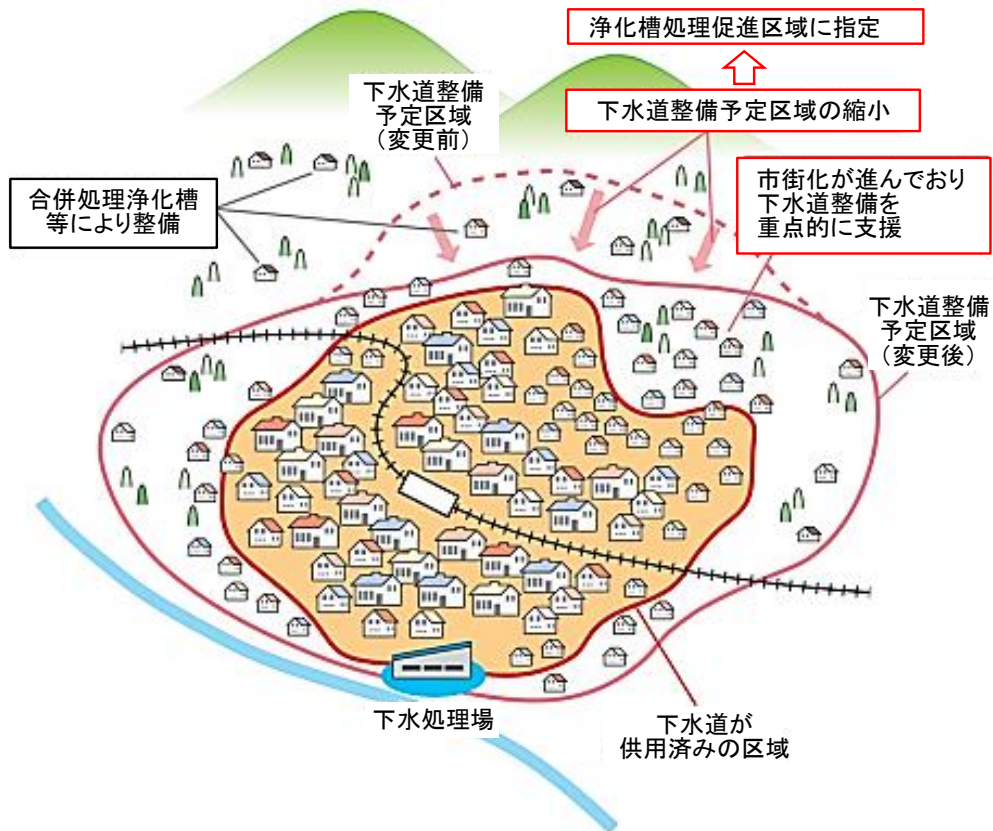 浄化槽処理促進区域に指定
下水道整備予定区域の縮小
下水道整備
予定区域
（変更前）
市街化が進んでおり
下水道整備を
重点的に支援
合併処理浄化槽
等により整備
下水道整備
予定区域
（変更後）
下水処理場
下水道が
供用済みの区域